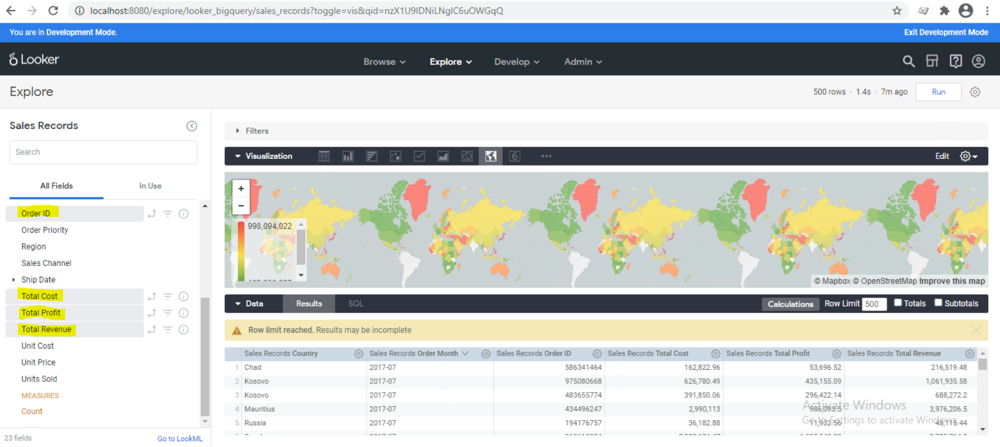 localhost:8080/explore/looker_bigquery/sales_records?toggle=vis&qid=nzX1U9IDNiLNgIC6uOWGqQ
You are in Development Mode.
Exit Development Mode
Looker
Browse
Explore
Develop
Admin
Explore
500 rows · 1.4s · 7m ago
Run
Sales Records
Search
All Fields
In Use
Order ID
Order Priority
Region
Sales Channel
Ship Date
Total Cost
Total Profit
Total Revenue
Unit Cost
Unit Price
Units Sold
MEASURES
Count
23 fields
Go to LookML
Filters
Visualization
6
Edit
+
−
998,094,022
© Mapbox © OpenStreetMap Improve this map
Data
Results
SQL
Calculations
Row Limit 500
Totals
Subtotals
Row limit reached. Results may be incomplete
Sales Records Country Sales Records Order Month Sales Records Order ID Sales Records Total Cost Sales Records Total Profit Sales Records Total Revenue
1 Chad 2017-07 586341464 162,822.96 53,696.52 216,519.48
2 Kosovo 2017-07 975080668 626,780.49 435,155.09 1,061,935.58
3 Kosovo 2017-07 483655774 391,850.06 296,422.14 688,272.2
4 Mauritius 2017-07 434496247 2,990,113 986,093.5 3,976,206.5
5 Russia 2017-07 194176757 36,182.88 11,932.56 48,115.44
Activate Windows
Go to Settings to activate Windows.